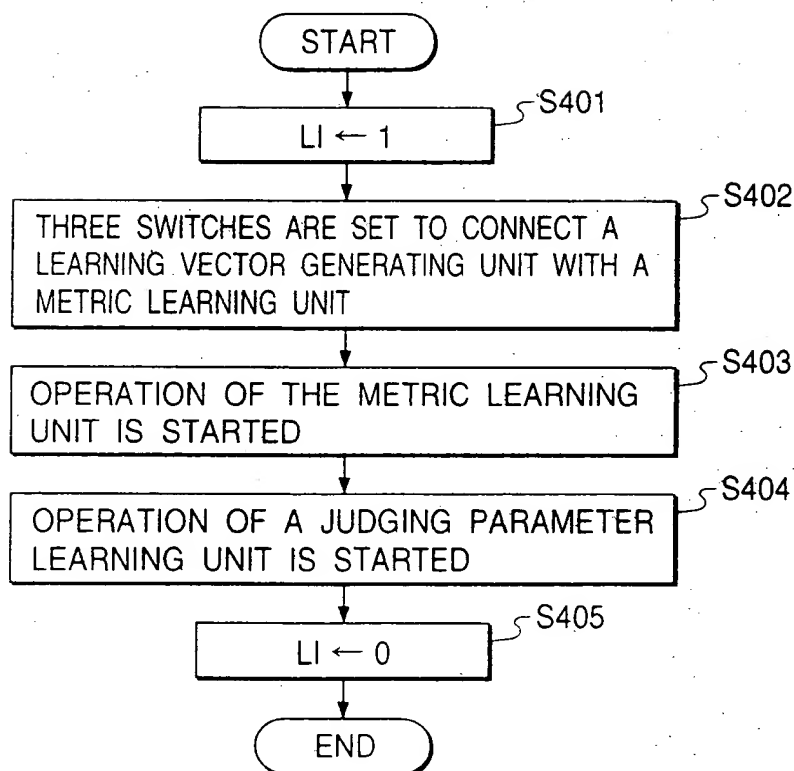 START
S401
LI ← 1
S402
THREE SWITCHES ARE SET TO CONNECT A
LEARNING VECTOR GENERATING UNIT WITH A
METRIC LEARNING UNIT
S403
OPERATION OF THE METRIC LEARNING
UNIT IS STARTED
S404
OPERATION OF A JUDGING PARAMETER
LEARNING UNIT IS STARTED
S405
LI ← 0
END